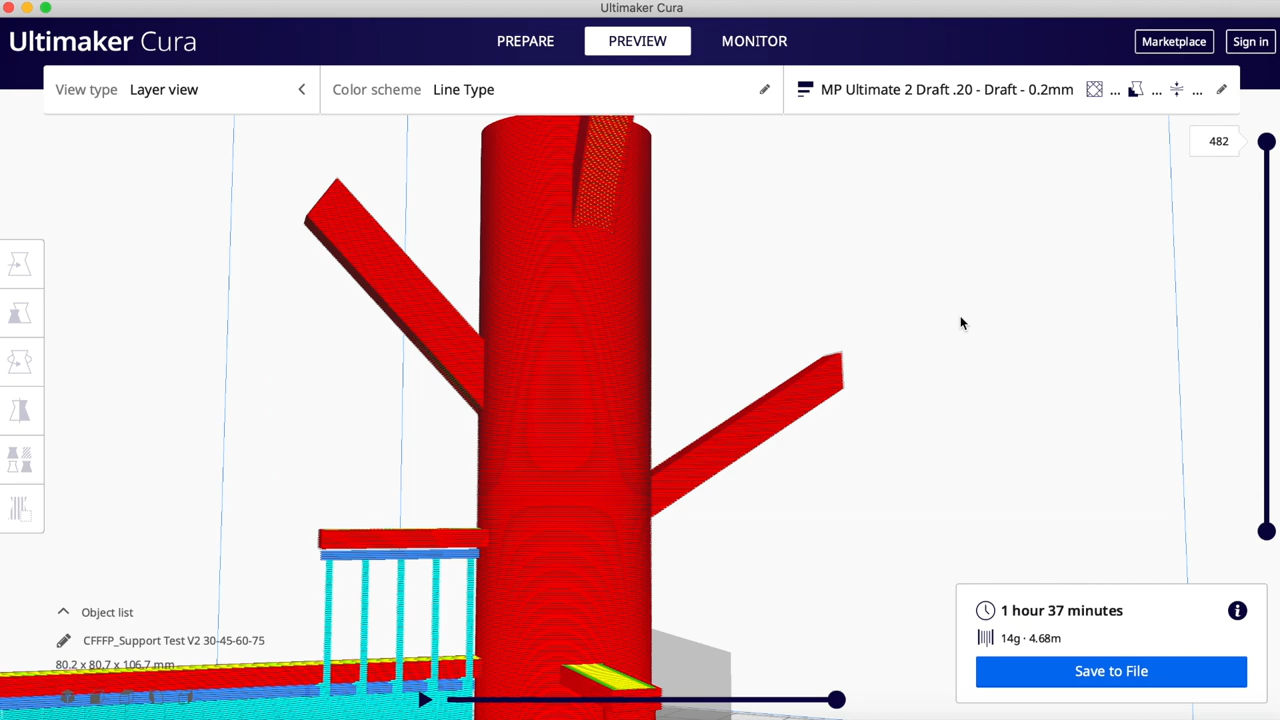 Ultimaker Cura
Ultimaker Cura
PREPARE
PREVIEW
MONITOR
Marketplace
Sign in
View type Layer view
Color scheme Line Type
MP Ultimate 2 Draft .20 - Draft - 0.2mm ... ... ...
482
Object list
CFFFP_Support Test V2 30-45-60-75
80.2 x 80.7 x 106.7 mm
1 hour 37 minutes
14g · 4.68m
Save to File